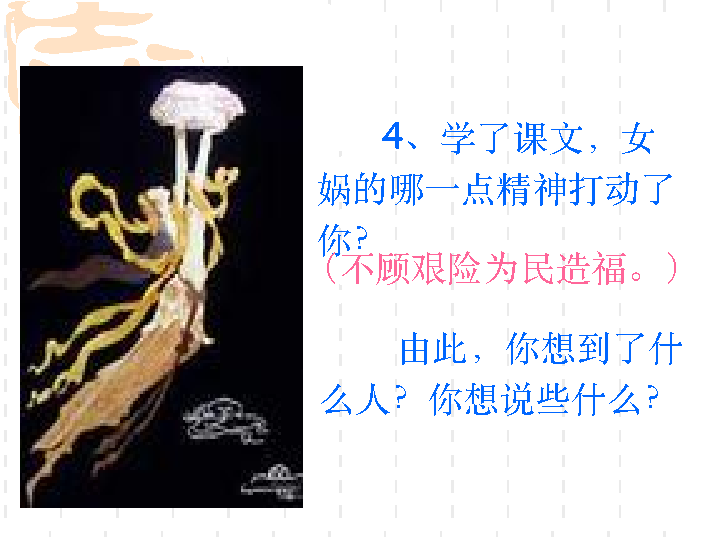 4、学了课文，女
娲的哪一点精神打动了
你？
（不顾艰险为民造福。）
由此，你想到了什
么人？你想说些什么？